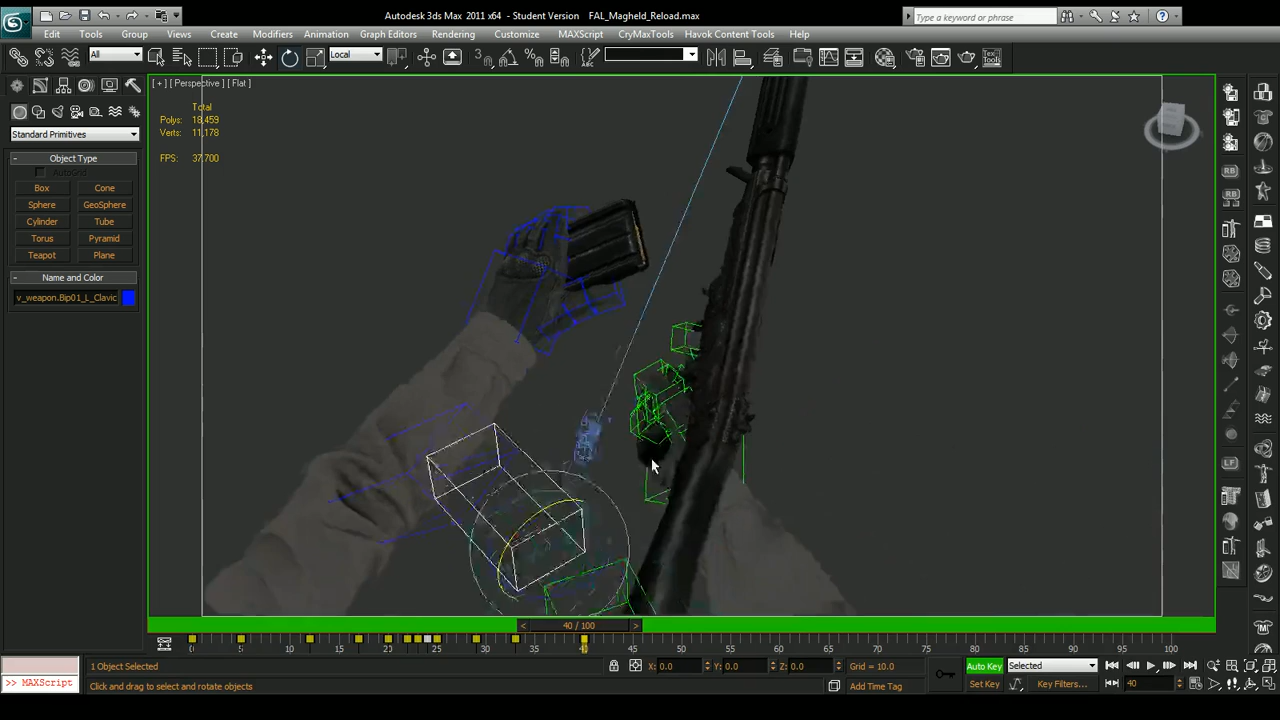 Autodesk 3ds Max 2011 x64 - Student Version FAL_Magheld_Reload.max
Type a keyword or phrase
Edit Tools Group Views Create Modifiers Animation Graph Editors Rendering Customize MAXScript CryMaxTools Havok Content Tools Help
All Local
[ + ] [ Perspective ] [ Flat ]
Total
Polys: 18,459
Verts: 11,178
FPS: 37,700
Standard Primitives
- Object Type
AutoGrid
Box Cone
Sphere GeoSphere
Cylinder Tube
Torus Pyramid
Teapot Plane
- Name and Color
v_weapon.Bip01_L_Clavic
RB
RB
LF
< 40 / 100 >
0 5 10 15 20 25 30 35 40 45 50 55 60 65 70 75 80 85 90 95 100
1 Object Selected X: 0.0 Y: 0.0 Z: 0.0 Grid = 10.0 Auto Key Selected
>> MAXScript Click and drag to select and rotate objects Add Time Tag Set Key Key Filters... 40